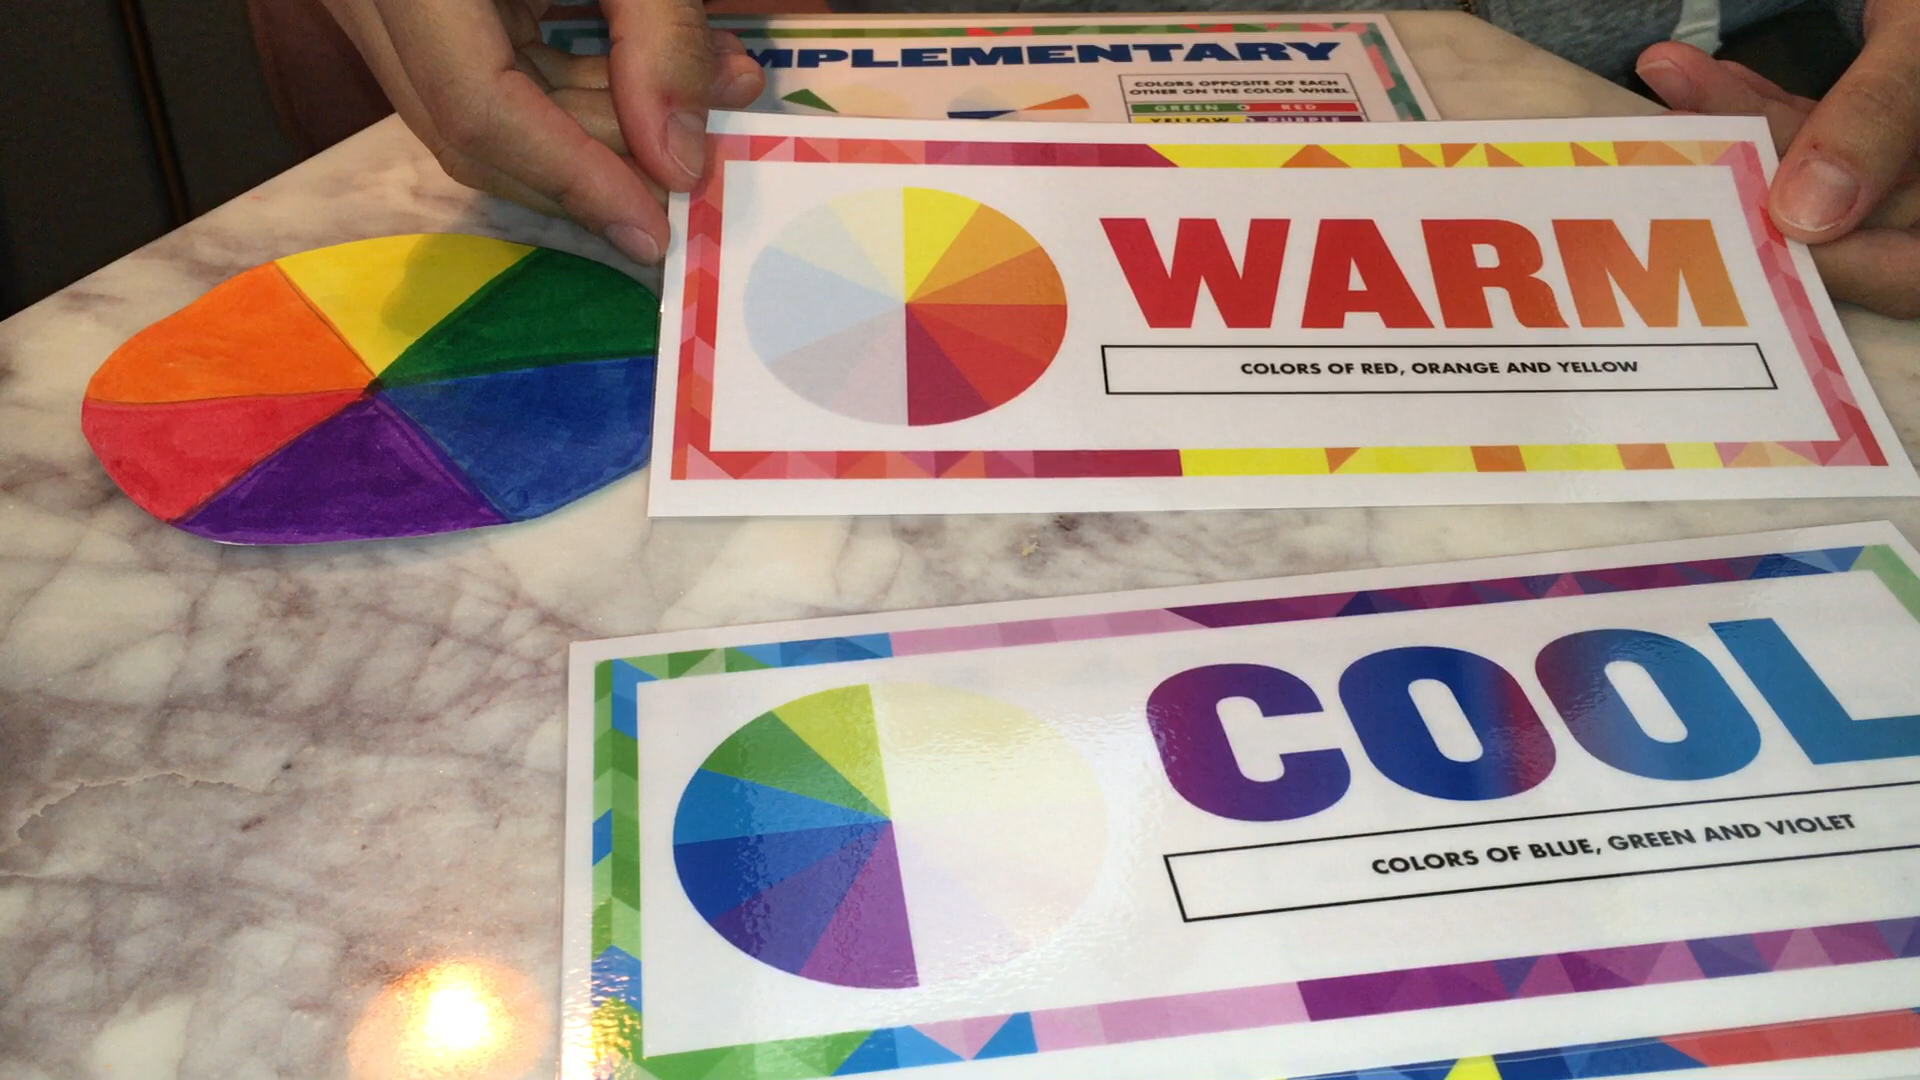 MPLEMENTARY
COLORS OPPOSITE OF EACH
OTHER ON THE COLOR WHEEL
GREEN RED
YELLOW PURPLE
WARM
COLORS OF RED, ORANGE AND YELLOW
COOL
COLORS OF BLUE, GREEN AND VIOLET